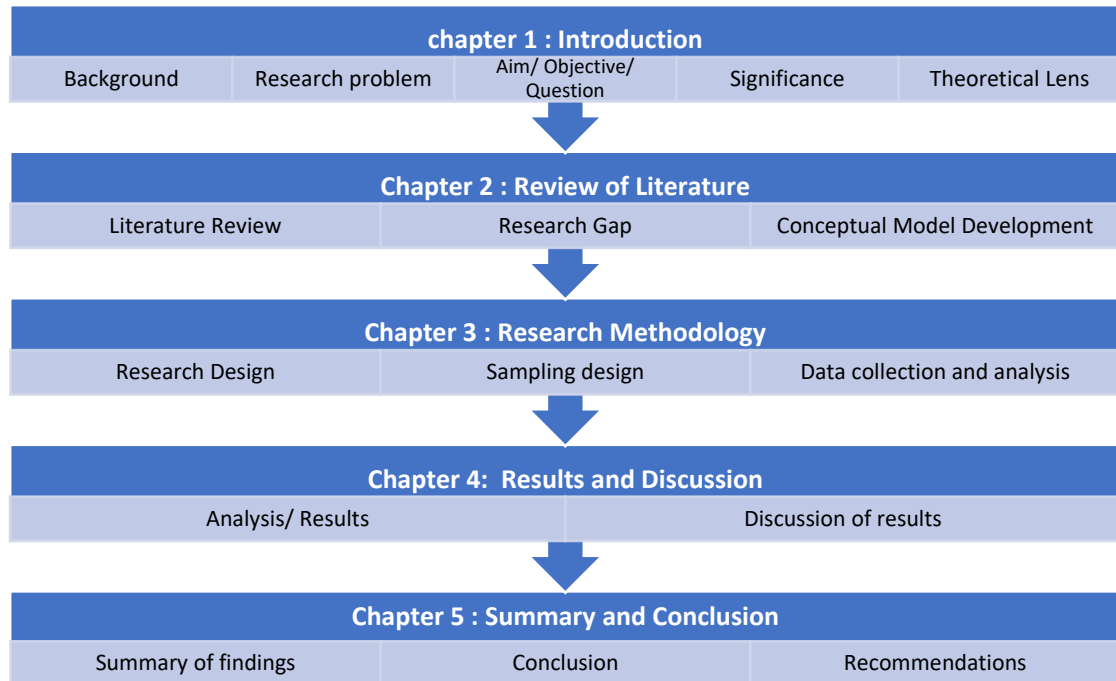 chapter 1 : Introduction
Background
Research problem
Aim/ Objective/
Question
Significance
Theoretical Lens
Chapter 2 : Review of Literature
Literature Review
Research Gap
Conceptual Model Development
Chapter 3 : Research Methodology
Research Design
Sampling design
Data collection and analysis
Chapter 4:  Results and Discussion
Analysis/ Results
Discussion of results
Chapter 5 : Summary and Conclusion
Summary of findings
Conclusion
Recommendations